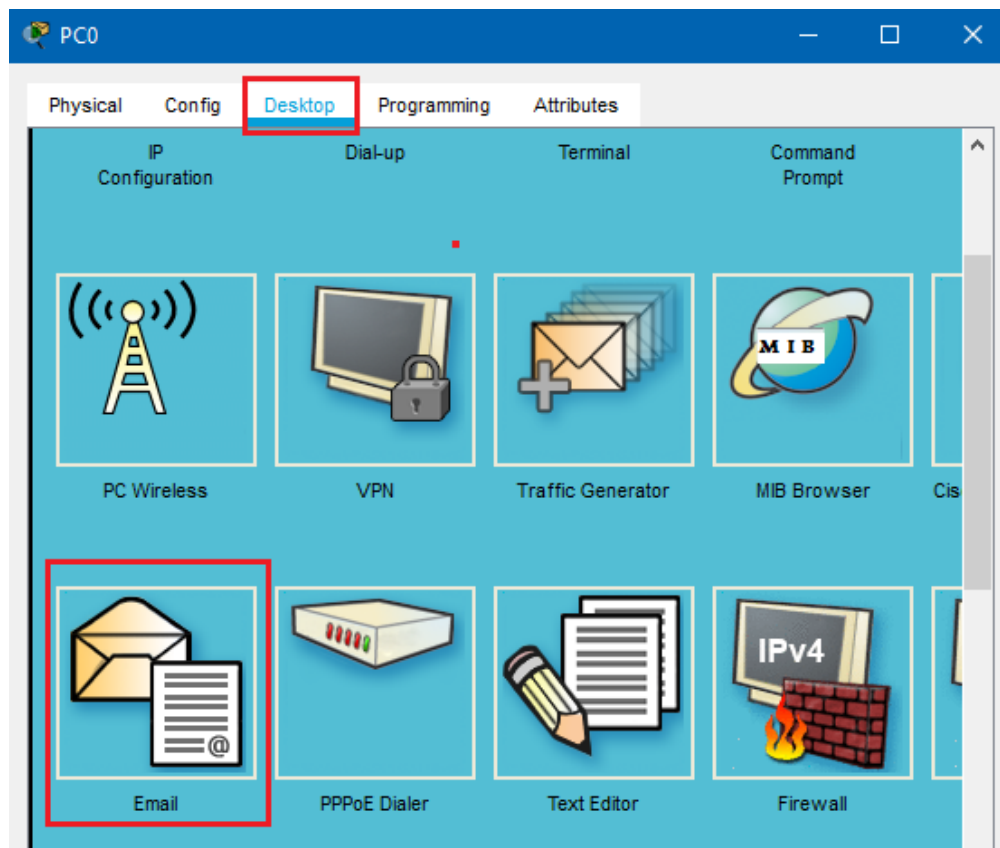 PC0
Physical Config Desktop Programming Attributes
IP
Configuration
Dial-up
Terminal
Command
Prompt
MIB
PC Wireless
VPN
Traffic Generator
MIB Browser
Cis
@
IPv4
Email
PPPoE Dialer
Text Editor
Firewall